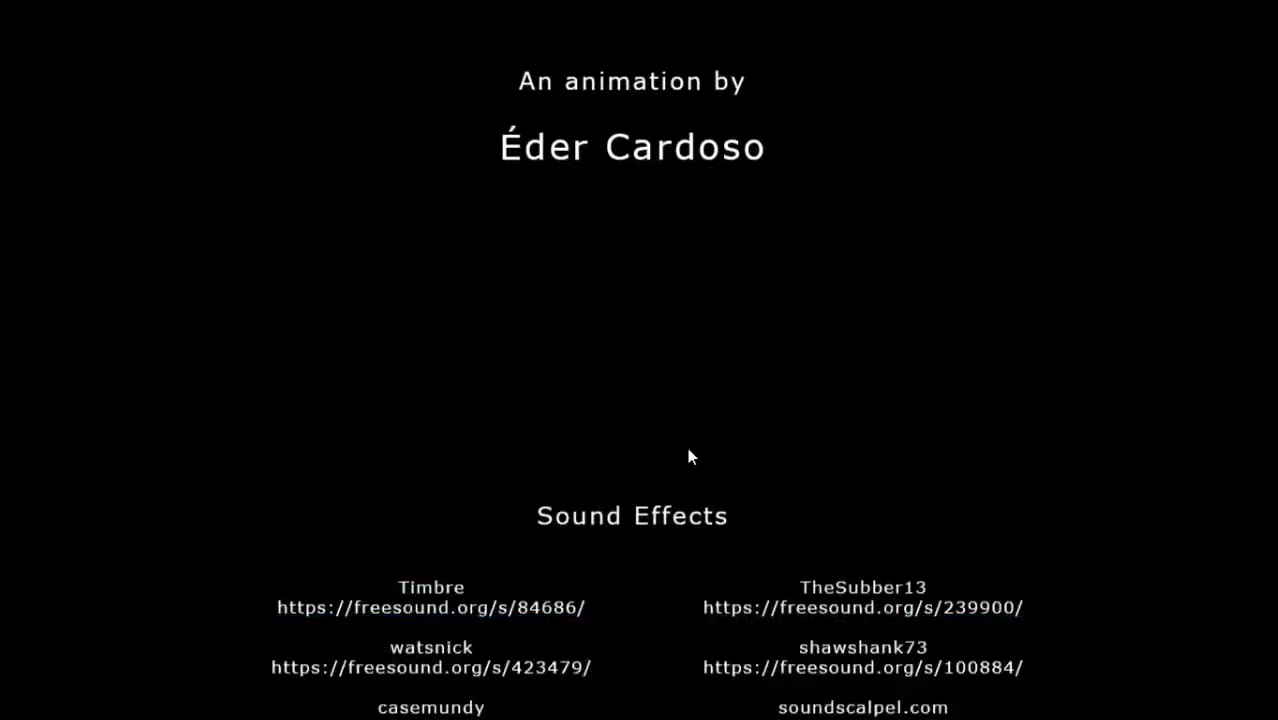 An animation by
Éder Cardoso
Sound Effects
Timbre
https://freesound.org/s/84686/
watsnick
https://freesound.org/s/423479/
casemundy
TheSubber13
https://freesound.org/s/239900/
shawshank73
https://freesound.org/s/100884/
soundscalpel.com